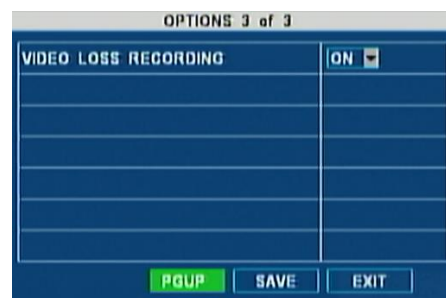 OPTIONS 3 of 3
VIDEO LOSS RECORDING ON
PGUP SAVE EXIT